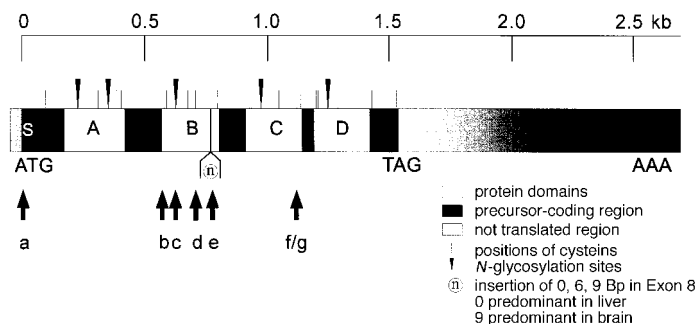 0 0.5 1.0 1.5 2.0 2.5 kb
S A B C D
n
ATG TAG AAA
a b c d e f/g
protein domains
precursor-coding region
not translated region
positions of cysteins
N-glycosylation sites
n insertion of 0, 6, 9 Bp in Exon 8
0 predominant in liver
9 predominant in brain